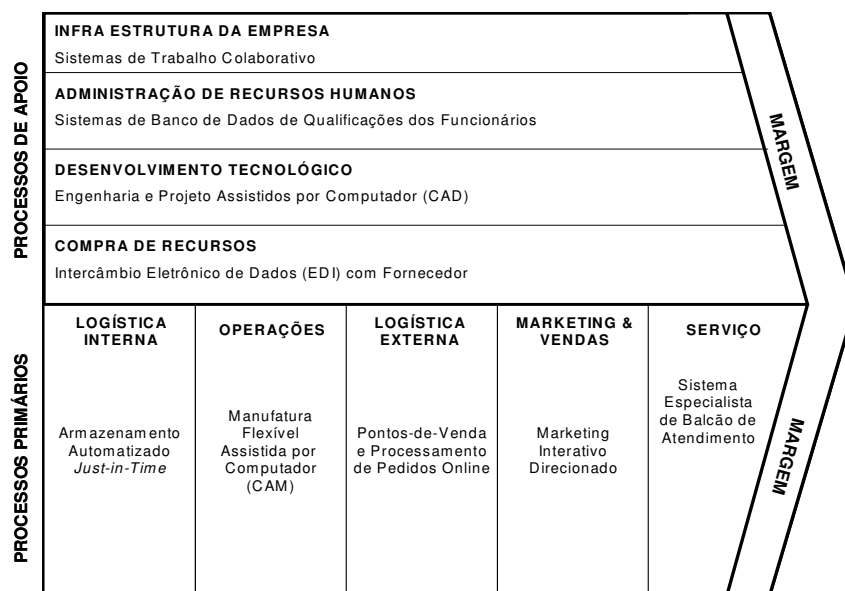 INFRA ESTRUTURA DA EMPRESA
Sistemas de Trabalho Colaborativo
ADMINISTRAÇÃO DE RECURSOS HUMANOS
Sistemas de Banco de Dados de Qualificações dos Funcionários
DESENVOLVIMENTO TECNOLÓGICO
Engenharia e Projeto Assistidos por Computador (CAD)
COMPRA DE RECURSOS
Intercâmbio Eletrônico de Dados (EDI) com Fornecedor
PROCESSOS DE APOIO
MARGEM
PROCESSOS PRIMÁRIOS
LOGÍSTICA
INTERNA
Armazenamento
Automatizado
Just-in-Time
OPERAÇÕES
Manufatura
Flexível
Assistida por
Computador
(CAM)
LOGÍSTICA
EXTERNA
Pontos-de-Venda
e Processamento
de Pedidos Online
MARKETING &
VENDAS
Marketing
Interativo
Direcionado
SERVIÇO
Sistema
Especialista
de Balcão de
Atendimento
MARGEM